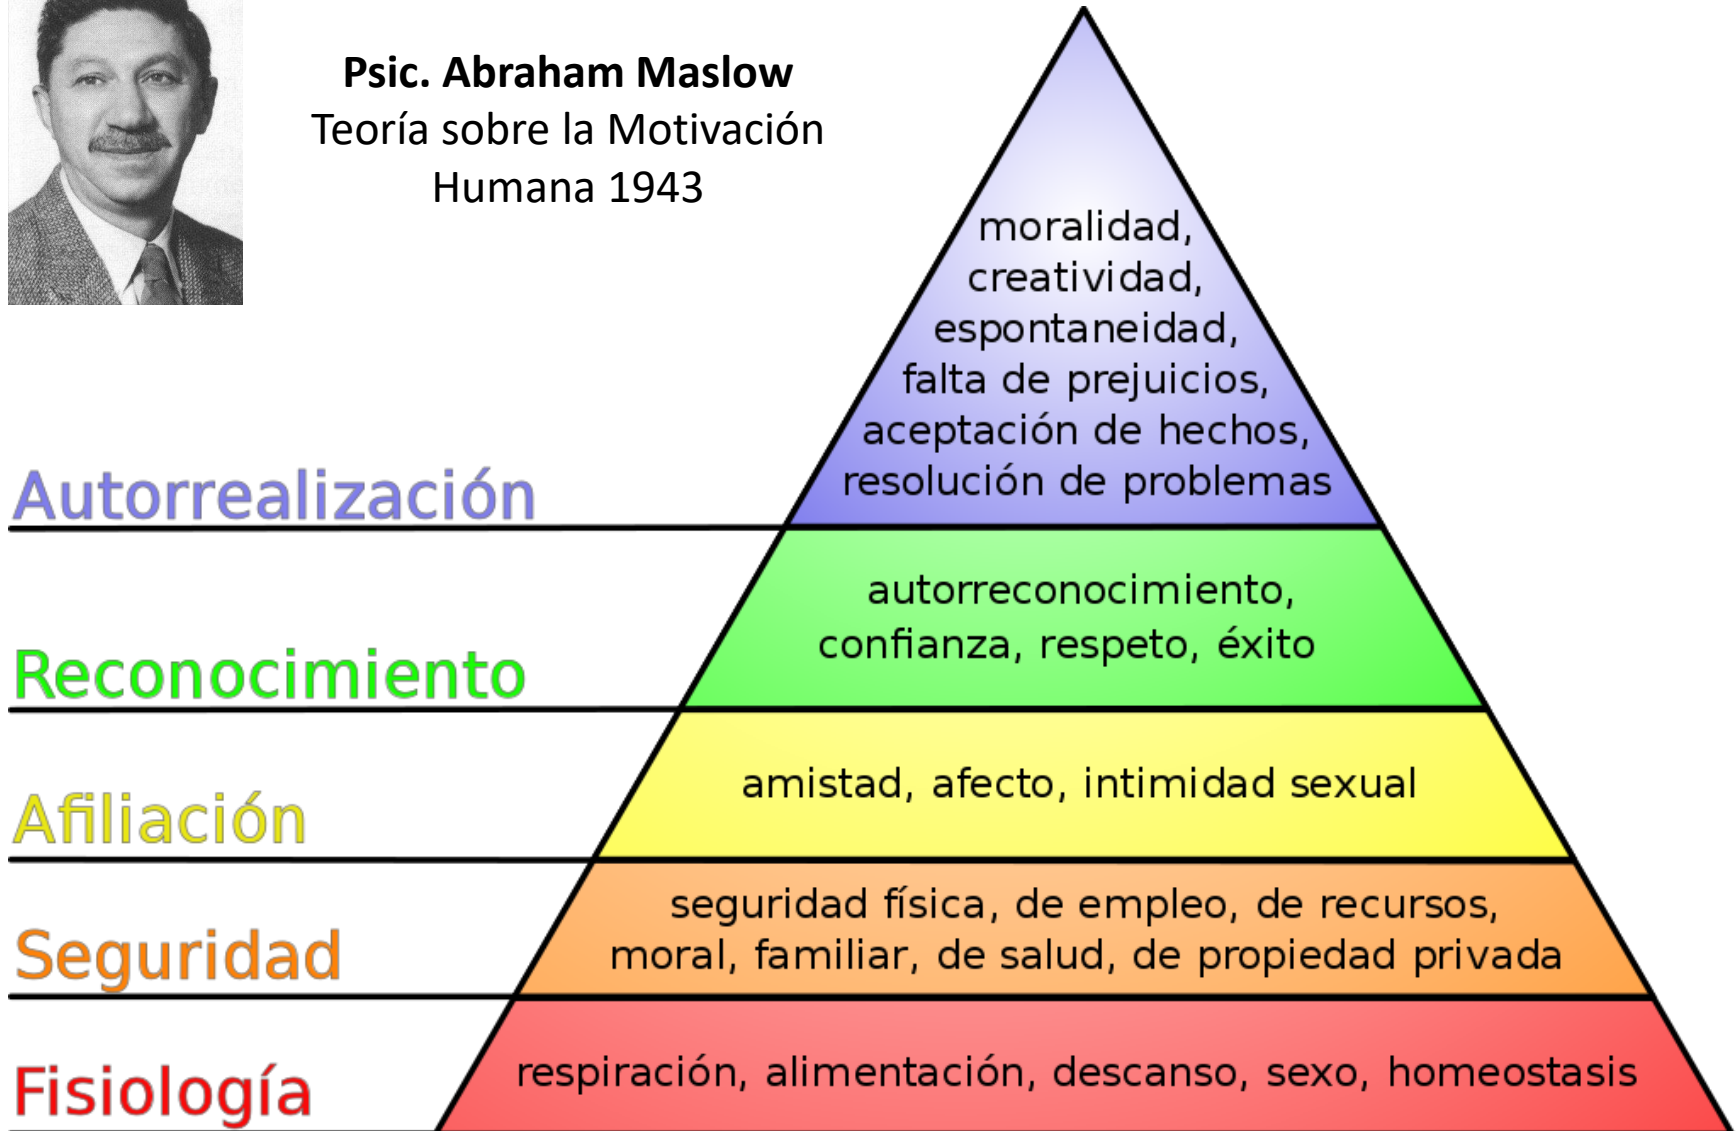 Psic. Abraham Maslow
Teoría sobre la Motivación
Humana 1943
moralidad,
creatividad,
espontaneidad,
falta de prejuicios,
aceptación de hechos,
resolución de problemas
Autorrealización
autorreconocimiento,
confianza, respeto, éxito
Reconocimiento
amistad, afecto, intimidad sexual
Afiliación
seguridad física, de empleo, de recursos,
moral, familiar, de salud, de propiedad privada
Seguridad
respiración, alimentación, descanso, sexo, homeostasis
Fisiología